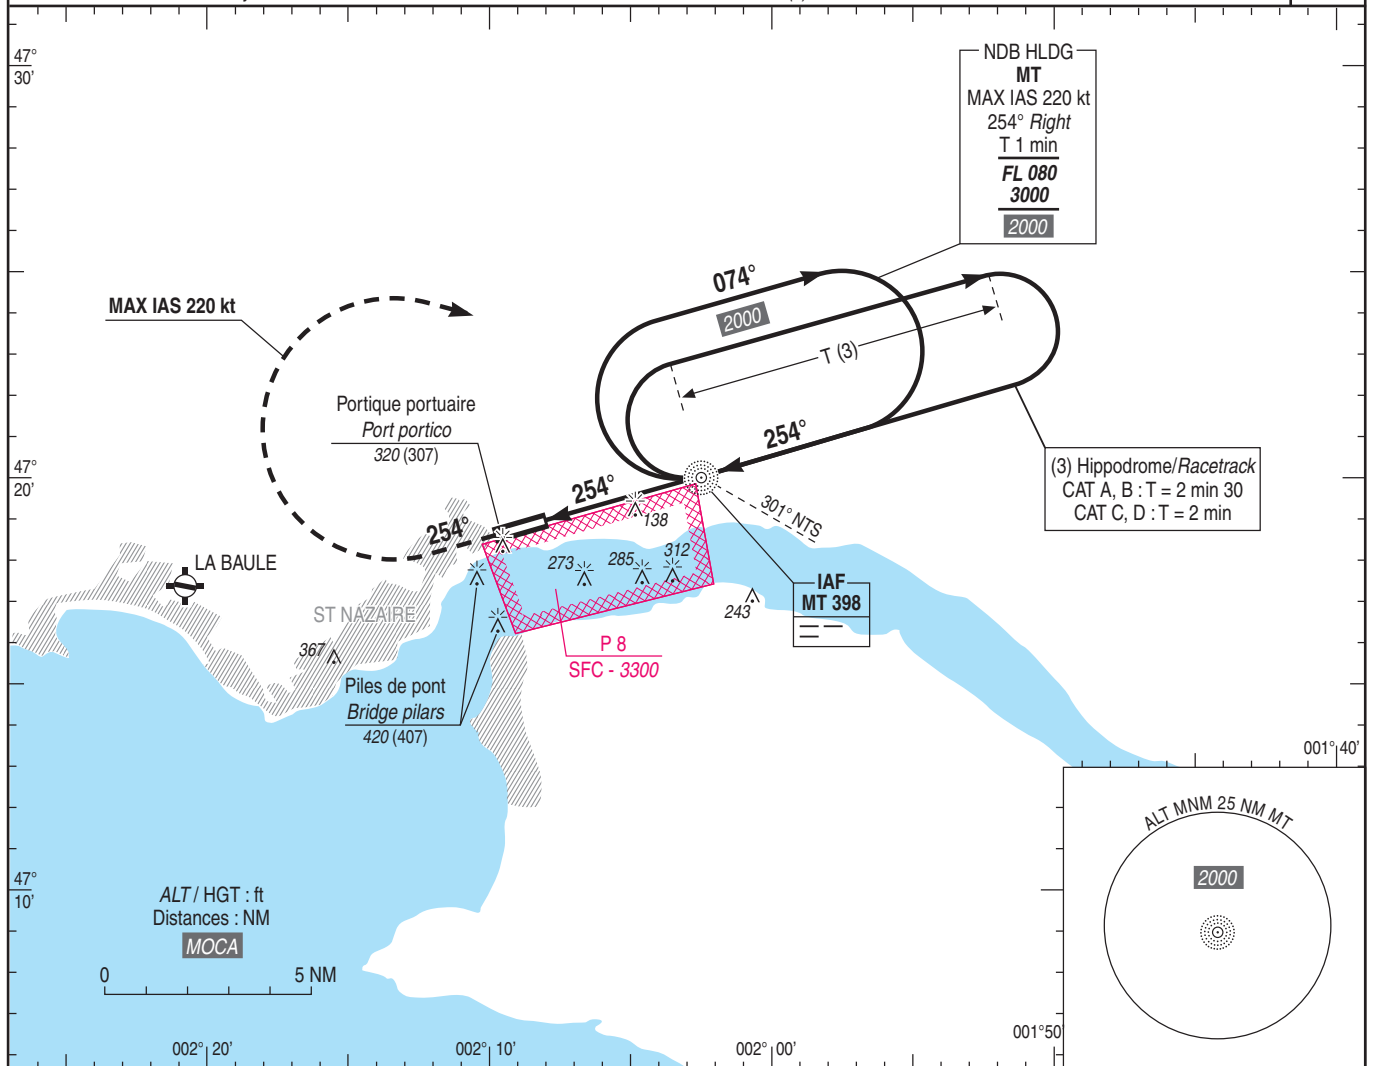 47°
30'
NDB HLDG
MT
MAX IAS 220 kt
254° Right
T 1 min
FL 080
3000
2000
074°
2000
T (3)
MAX IAS 220 kt
Portique portuaire
Port portico
320 (307)
254°
47°
20'
254°
254°
301° NTS
(3) Hippodrome/Racetrack
CAT A, B : T = 2 min 30
CAT C, D : T = 2 min
138
LA BAULE
273
285
312
IAF
MT 398
243
ST NAZAIRE
367
P 8
SFC - 3300
Piles de pont
Bridge pilars
420 (407)
001° 40'
ALT MNM 25 NM MT
2000
47°
10'
ALT / HGT : ft
Distances : NM
MOCA
0 5 NM
002° 20'
002° 10'
002° 00'
001° 50'